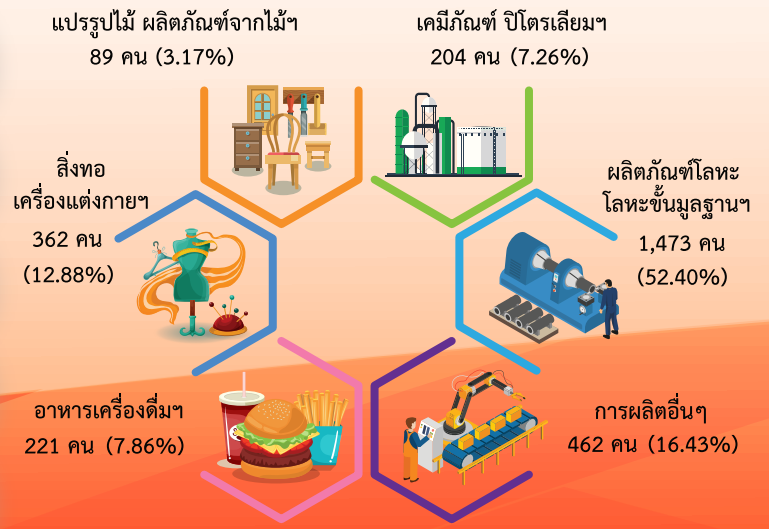 แปรรูปไม้ ผลิตภัณฑ์จากไม้ฯ
89 คน (3.17%)
เคมีภัณฑ์ ปิโตรเลียมฯ
204 คน (7.26%)
สิ่งทอ
เครื่องแต่งกายฯ
362 คน
(12.88%)
ผลิตภัณฑ์โลหะ
โลหะขั้นมูลฐานฯ
1,473 คน
(52.40%)
อาหารเครื่องดื่มฯ
221 คน (7.86%)
การผลิตอื่นๆ
462 คน (16.43%)